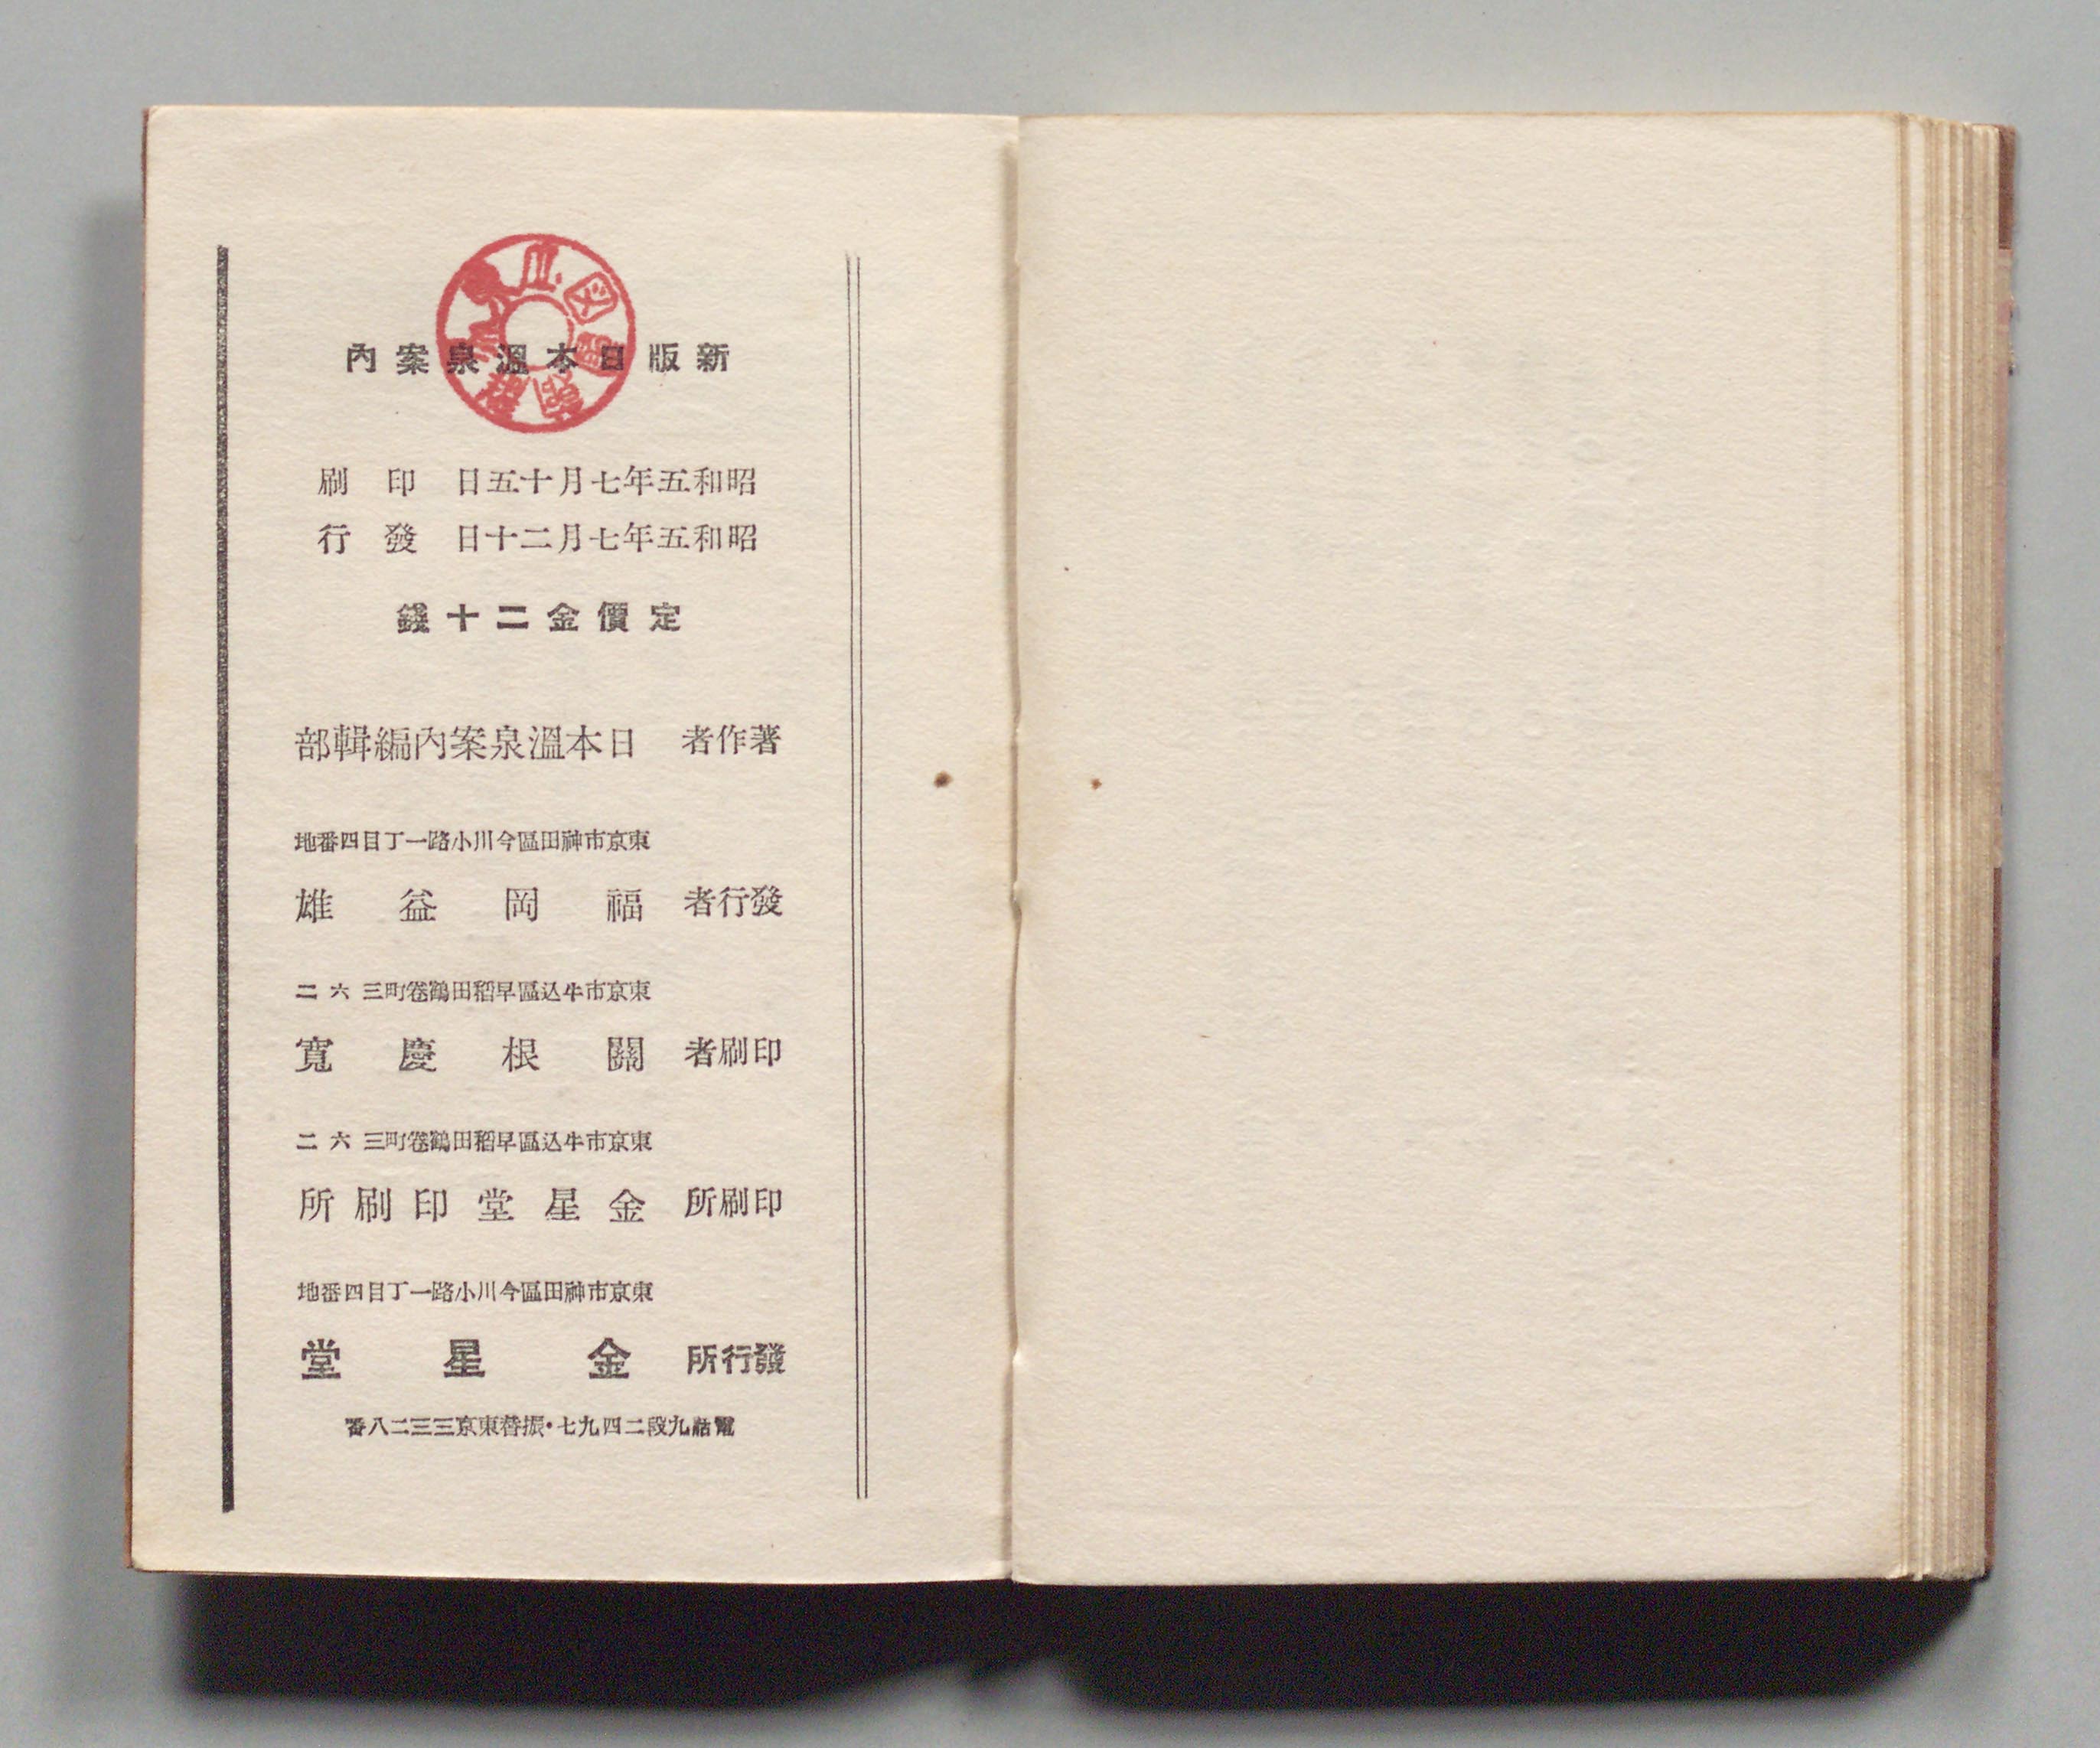 新版日本溫泉案內
昭和五年七月十五日 印刷
昭和五年七月二十日 發行
定價金二十錢
著作者 日本溫泉案內編輯部
東京市神田區今川小路一丁目四番地
發行者 福岡益雄
東京市牛込區早稻田鶴卷町三六二
印刷者 關根慶寬
東京市牛込區早稻田鶴卷町三六二
印刷所 金星堂印刷所
東京市神田區今川小路一丁目四番地
發行所 金星堂
電話九段二四九七・振替東京三三二八番